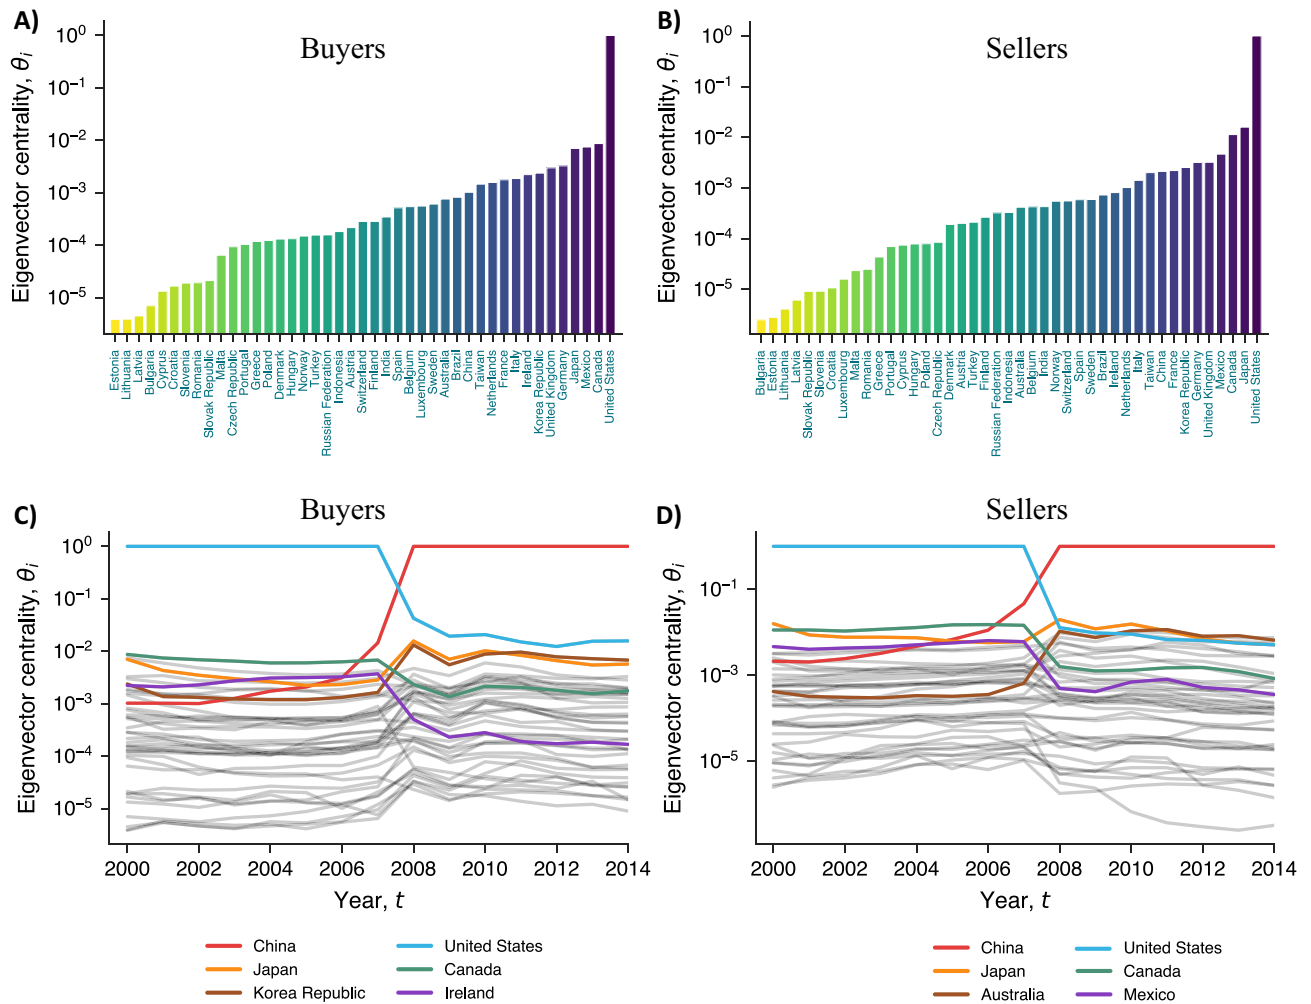 A)
Buyers
Eigenvector centrality, θi
10^0
10^-1
10^-2
10^-3
10^-4
10^-5
Estonia
Lithuania
Latvia
Bulgaria
Cyprus
Croatia
Slovenia
Romania
Slovak Republic
Malta
Czech Republic
Portugal
Greece
Poland
Denmark
Hungary
Norway
Turkey
Russian Federation
Indonesia
Austria
Switzerland
Finland
India
Spain
Belgium
Luxembourg
Sweden
Australia
Brazil
China
Taiwan
Netherlands
France
Italy
Ireland
Korea Republic
United Kingdom
Germany
Japan
Mexico
Canada
United States
B)
Sellers
Eigenvector centrality, θi
10^0
10^-1
10^-2
10^-3
10^-4
10^-5
Bulgaria
Estonia
Lithuania
Latvia
Slovak Republic
Slovenia
Croatia
Luxembourg
Malta
Romania
Greece
Portugal
Cyprus
Hungary
Poland
Czech Republic
Denmark
Austria
Turkey
Finland
Russian Federation
Indonesia
Australia
Belgium
India
Norway
Switzerland
Spain
Sweden
Brazil
Ireland
Netherlands
Italy
Taiwan
China
France
Korea Republic
Germany
United Kingdom
Mexico
Canada
Japan
United States
C)
Buyers
Eigenvector centrality, θi
10^0
10^-1
10^-2
10^-3
10^-4
10^-5
2000 2002 2004 2006 2008 2010 2012 2014
Year, t
China
Japan
Korea Republic
United States
Canada
Ireland
D)
Sellers
Eigenvector centrality, θi
10^-1
10^-3
10^-5
2000 2002 2004 2006 2008 2010 2012 2014
Year, t
China
Japan
Australia
United States
Canada
Mexico